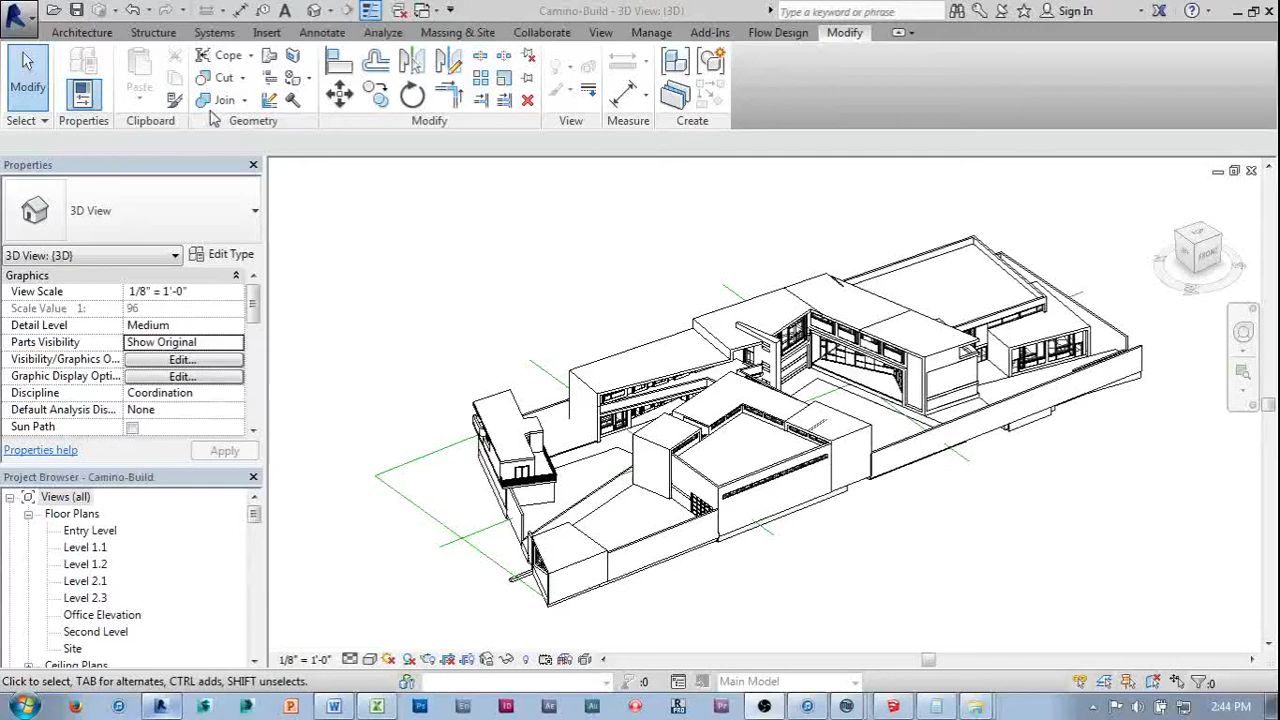 Camino-Build - 3D View: {3D}
Type a keyword or phrase
Sign In
Architecture Structure Systems Insert Annotate Analyze Massing & Site Collaborate View Manage Add-Ins Flow Design Modify
Modify
Paste
Cope
Cut
Join
Select Properties Clipboard Geometry Modify View Measure Create
Properties
3D View
3D View: {3D}
Edit Type
Graphics
View Scale 1/8" = 1'-0"
Scale Value 1: 96
Detail Level Medium
Parts Visibility Show Original
Visibility/Graphics O... Edit...
Graphic Display Opti... Edit...
Discipline Coordination
Default Analysis Dis... None
Sun Path
Properties help
Apply
Project Browser - Camino-Build
Views (all)
Floor Plans
Entry Level
Level 1.1
Level 1.2
Level 2.1
Level 2.3
Office Elevation
Second Level
Site
Ceiling Plans
FRONT
1/8" = 1'-0"
Click to select, TAB for alternates, CTRL adds, SHIFT unselects.
:0
Main Model
:0
2:44 PM